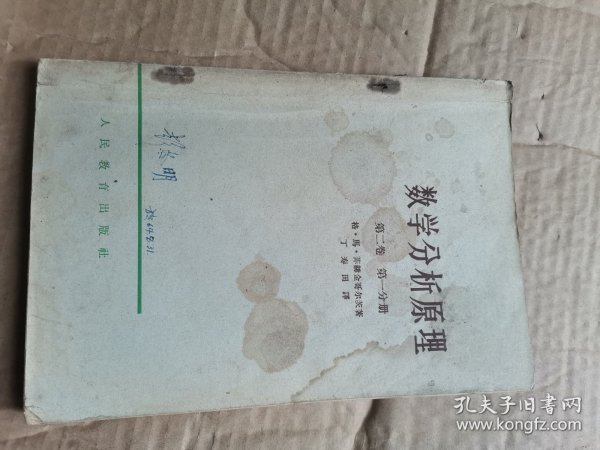 数学分析原理
第二卷 第一分册
格·馬·菲赫金哥尔茨著
丁寿田譯
人民教育出版社
孔夫子旧书网
www.kongfz.com